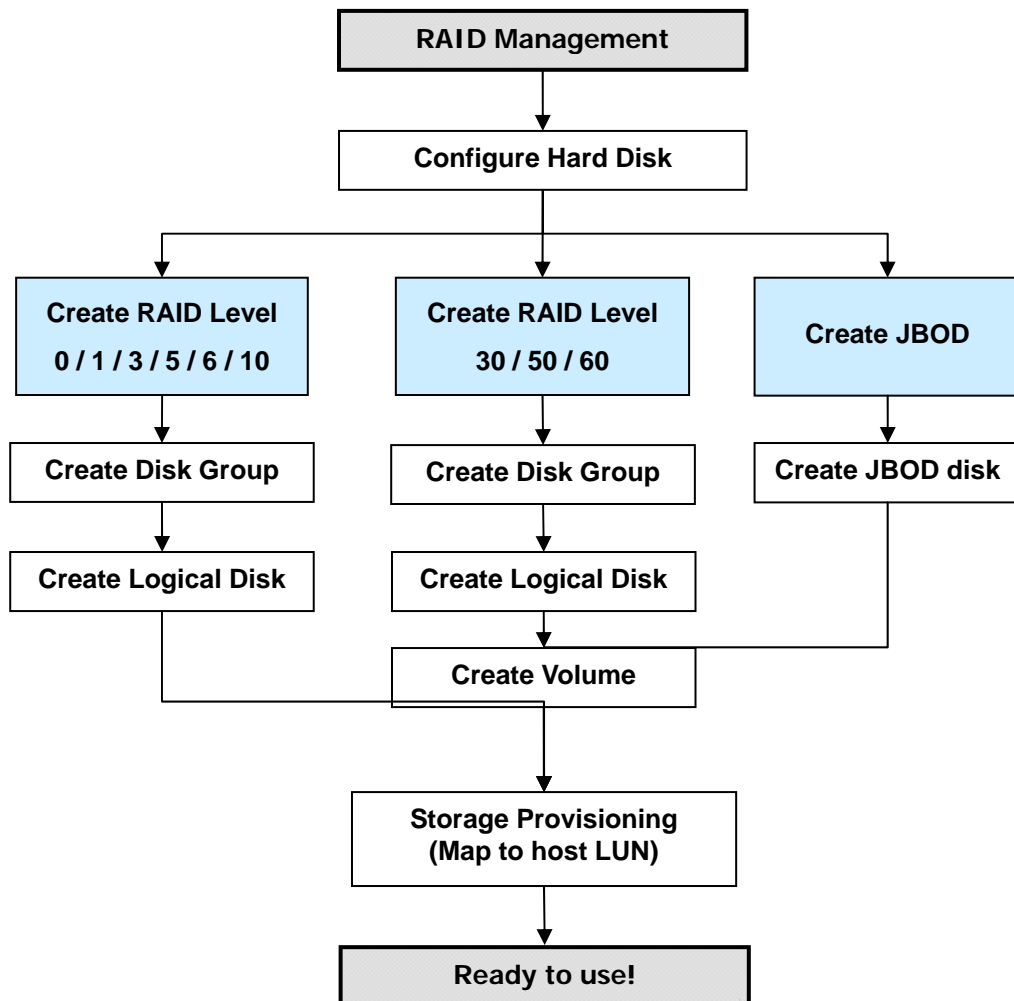 RAID Management
Configure Hard Disk
Create RAID Level
0 / 1 / 3 / 5 / 6 / 10
Create RAID Level
30 / 50 / 60
Create JBOD
Create Disk Group
Create Disk Group
Create JBOD disk
Create Logical Disk
Create Logical Disk
Create Volume
Storage Provisioning
(Map to host LUN)
Ready to use!